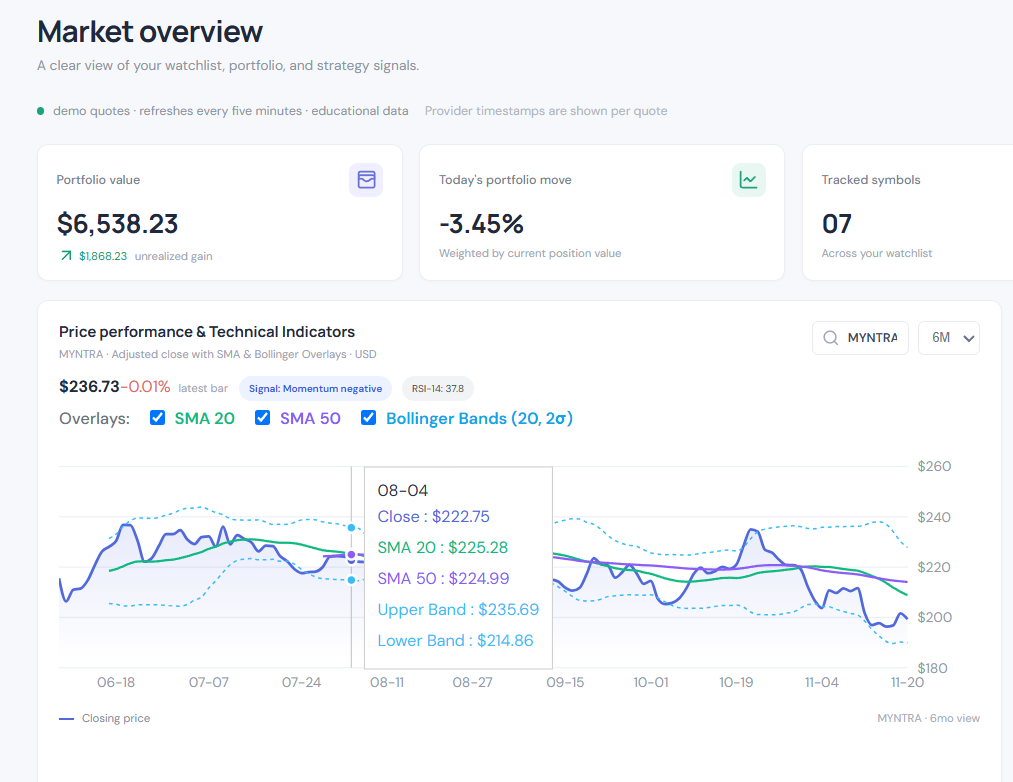 Market overview
A clear view of your watchlist, portfolio, and strategy signals.
demo quotes · refreshes every five minutes · educational data Provider timestamps are shown per quote
Portfolio value
$6,538.23
$1,868.23 unrealized gain
Today's portfolio move
-3.45%
Weighted by current position value
Tracked symbols
07
Across your watchlist
Price performance & Technical Indicators
MYNTRA · Adjusted close with SMA & Bollinger Overlays · USD
MYNTRA
6M
$236.73-0.01% latest bar Signal: Momentum negative RSI-14: 37.8
Overlays: SMA 20 SMA 50 Bollinger Bands (20, 2σ)
$260
$240
$220
$200
$180
08-04
Close : $222.75
SMA 20 : $225.28
SMA 50 : $224.99
Upper Band : $235.69
Lower Band : $214.86
06-18 07-07 07-24 08-11 08-27 09-15 10-01 10-19 11-04 11-20
Closing price
MYNTRA · 6mo view